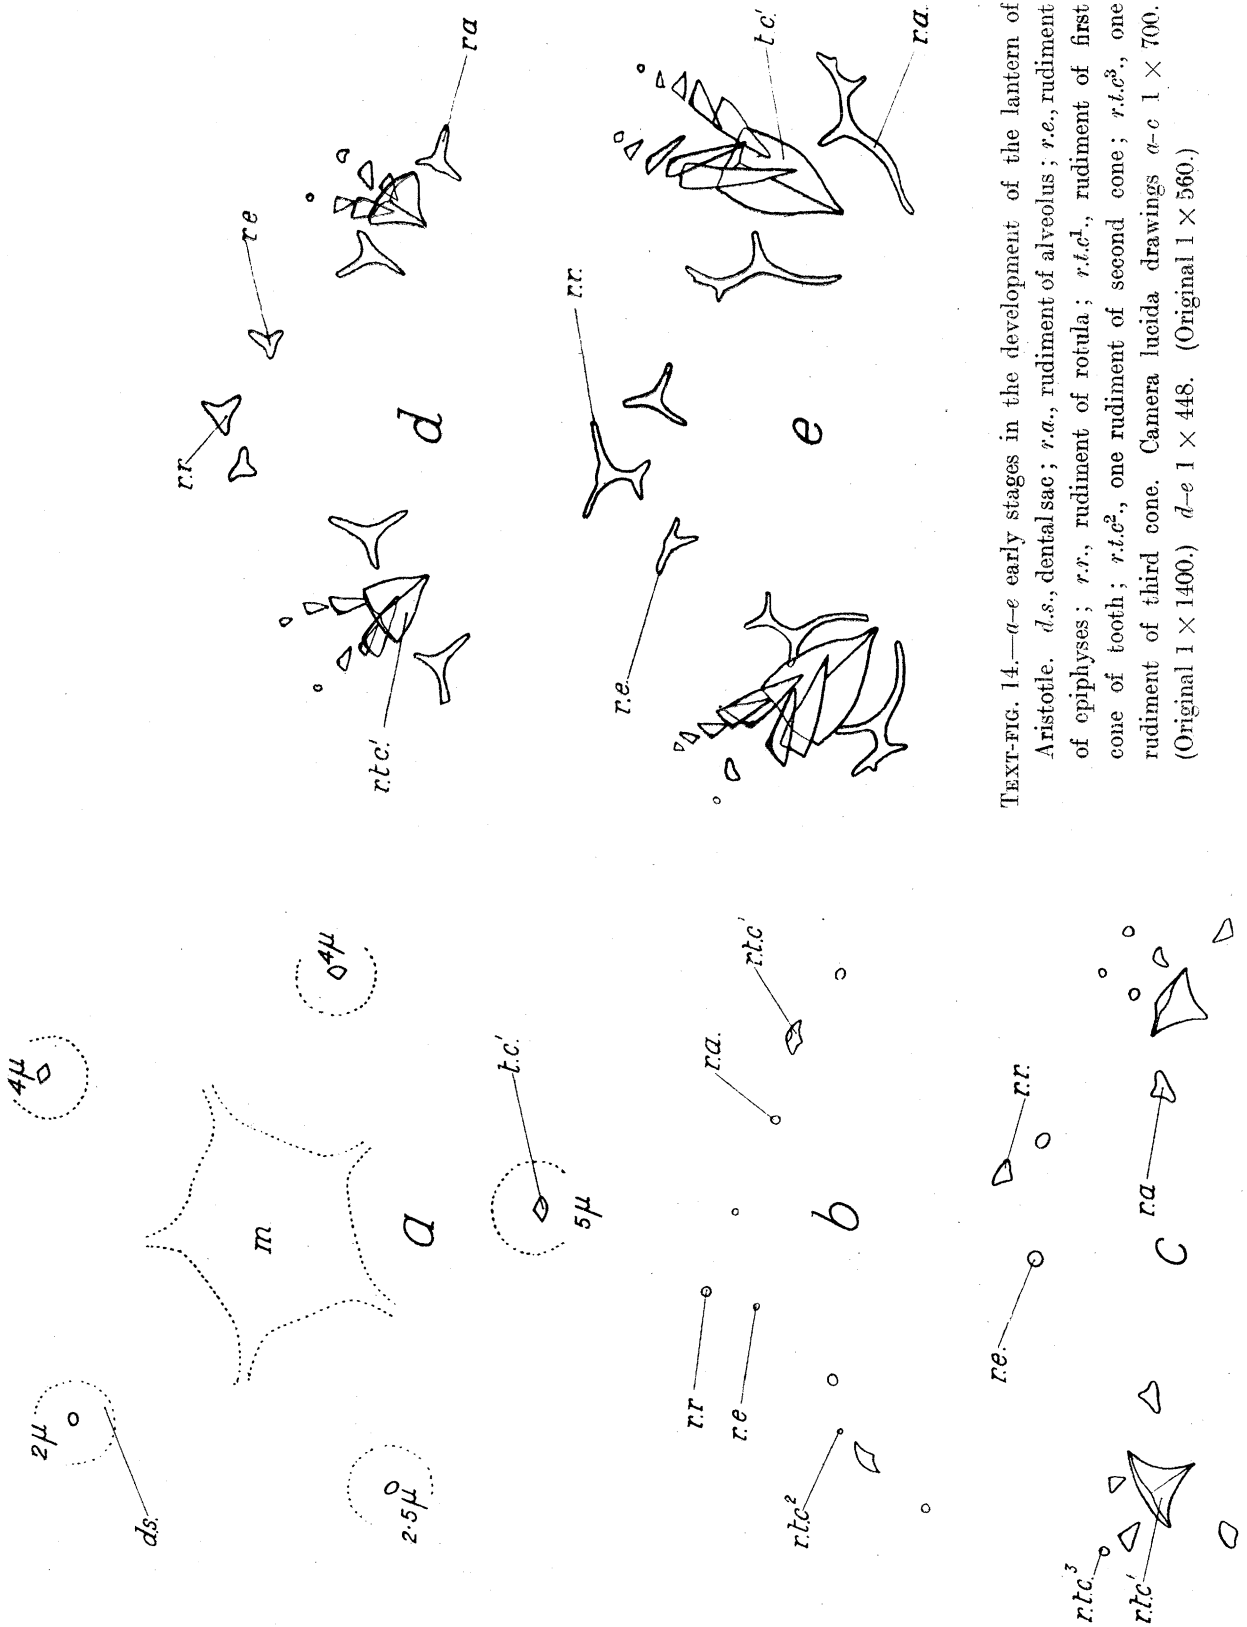 4μ
4μ
2μ
d.s.
m
2·5μ
a
5μ
t.c.'
r.r
r.e
r.a.
r.t.c'
r.t.c²
b
r.e.
r.r.
r.t.c.³
r.t.c'
r.a
c
r.r
r e
r.a
r.t.c.'
d
r.r.
r.e.
t.c.'
r.a.
e
TEXT-FIG. 14.—a–e early stages in the development of the lantern of
Aristotle. d.s., dental sac; r.a., rudiment of alveolus; r.e., rudiment
of epiphyses; r.r., rudiment of rotula; r.t.c¹., rudiment of first
cone of tooth; r.t.c²., one rudiment of second cone; r.t.c³., one
rudiment of third cone. Camera lucida drawings a–c 1 × 700.
(Original 1 × 1400.) d–e 1 × 448. (Original 1 × 560.)